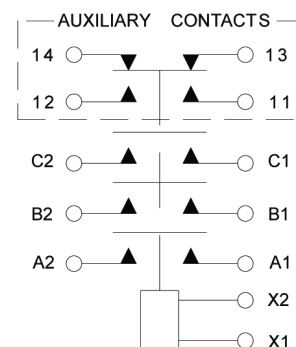 AUXILIARY CONTACTS
14 13
12 11
C2 C1
B2 B1
A2 A1
X2
X1